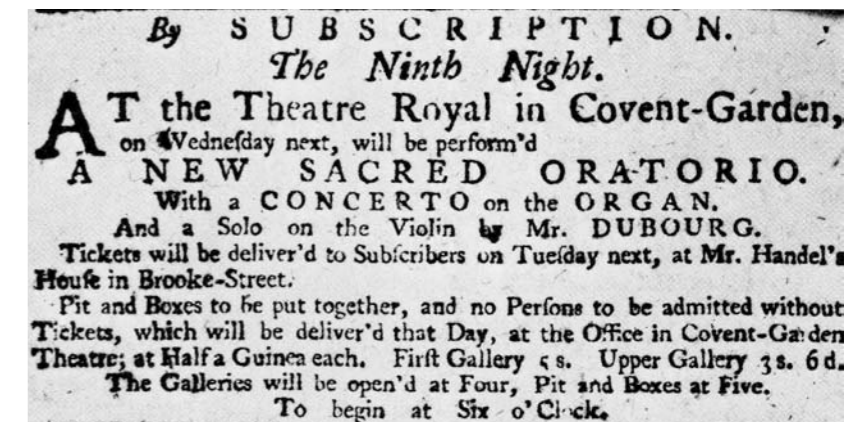 By SUBSCRIPTION.
The Ninth Night.
AT the Theatre Royal in Covent-Garden,
on Wedneſday next, will be perform'd
A NEW SACRED ORATORIO.
With a CONCERTO on the ORGAN.
And a Solo on the Violin by Mr. DUBOURG.
Tickets will be deliver'd to Subſcribers on Tueſday next, at Mr. Handel's
Houſe in Brooke-Street.
Pit and Boxes to be put together, and no Perſons to be admitted without
Tickets, which will be deliver'd that Day, at the Office in Covent-Garden
Theatre; at Half a Guinea each. Firſt Gallery 5 s. Upper Gallery 3 s. 6 d.
The Galleries will be open'd at Four, Pit and Boxes at Five.
To begin at Six o'Clock.